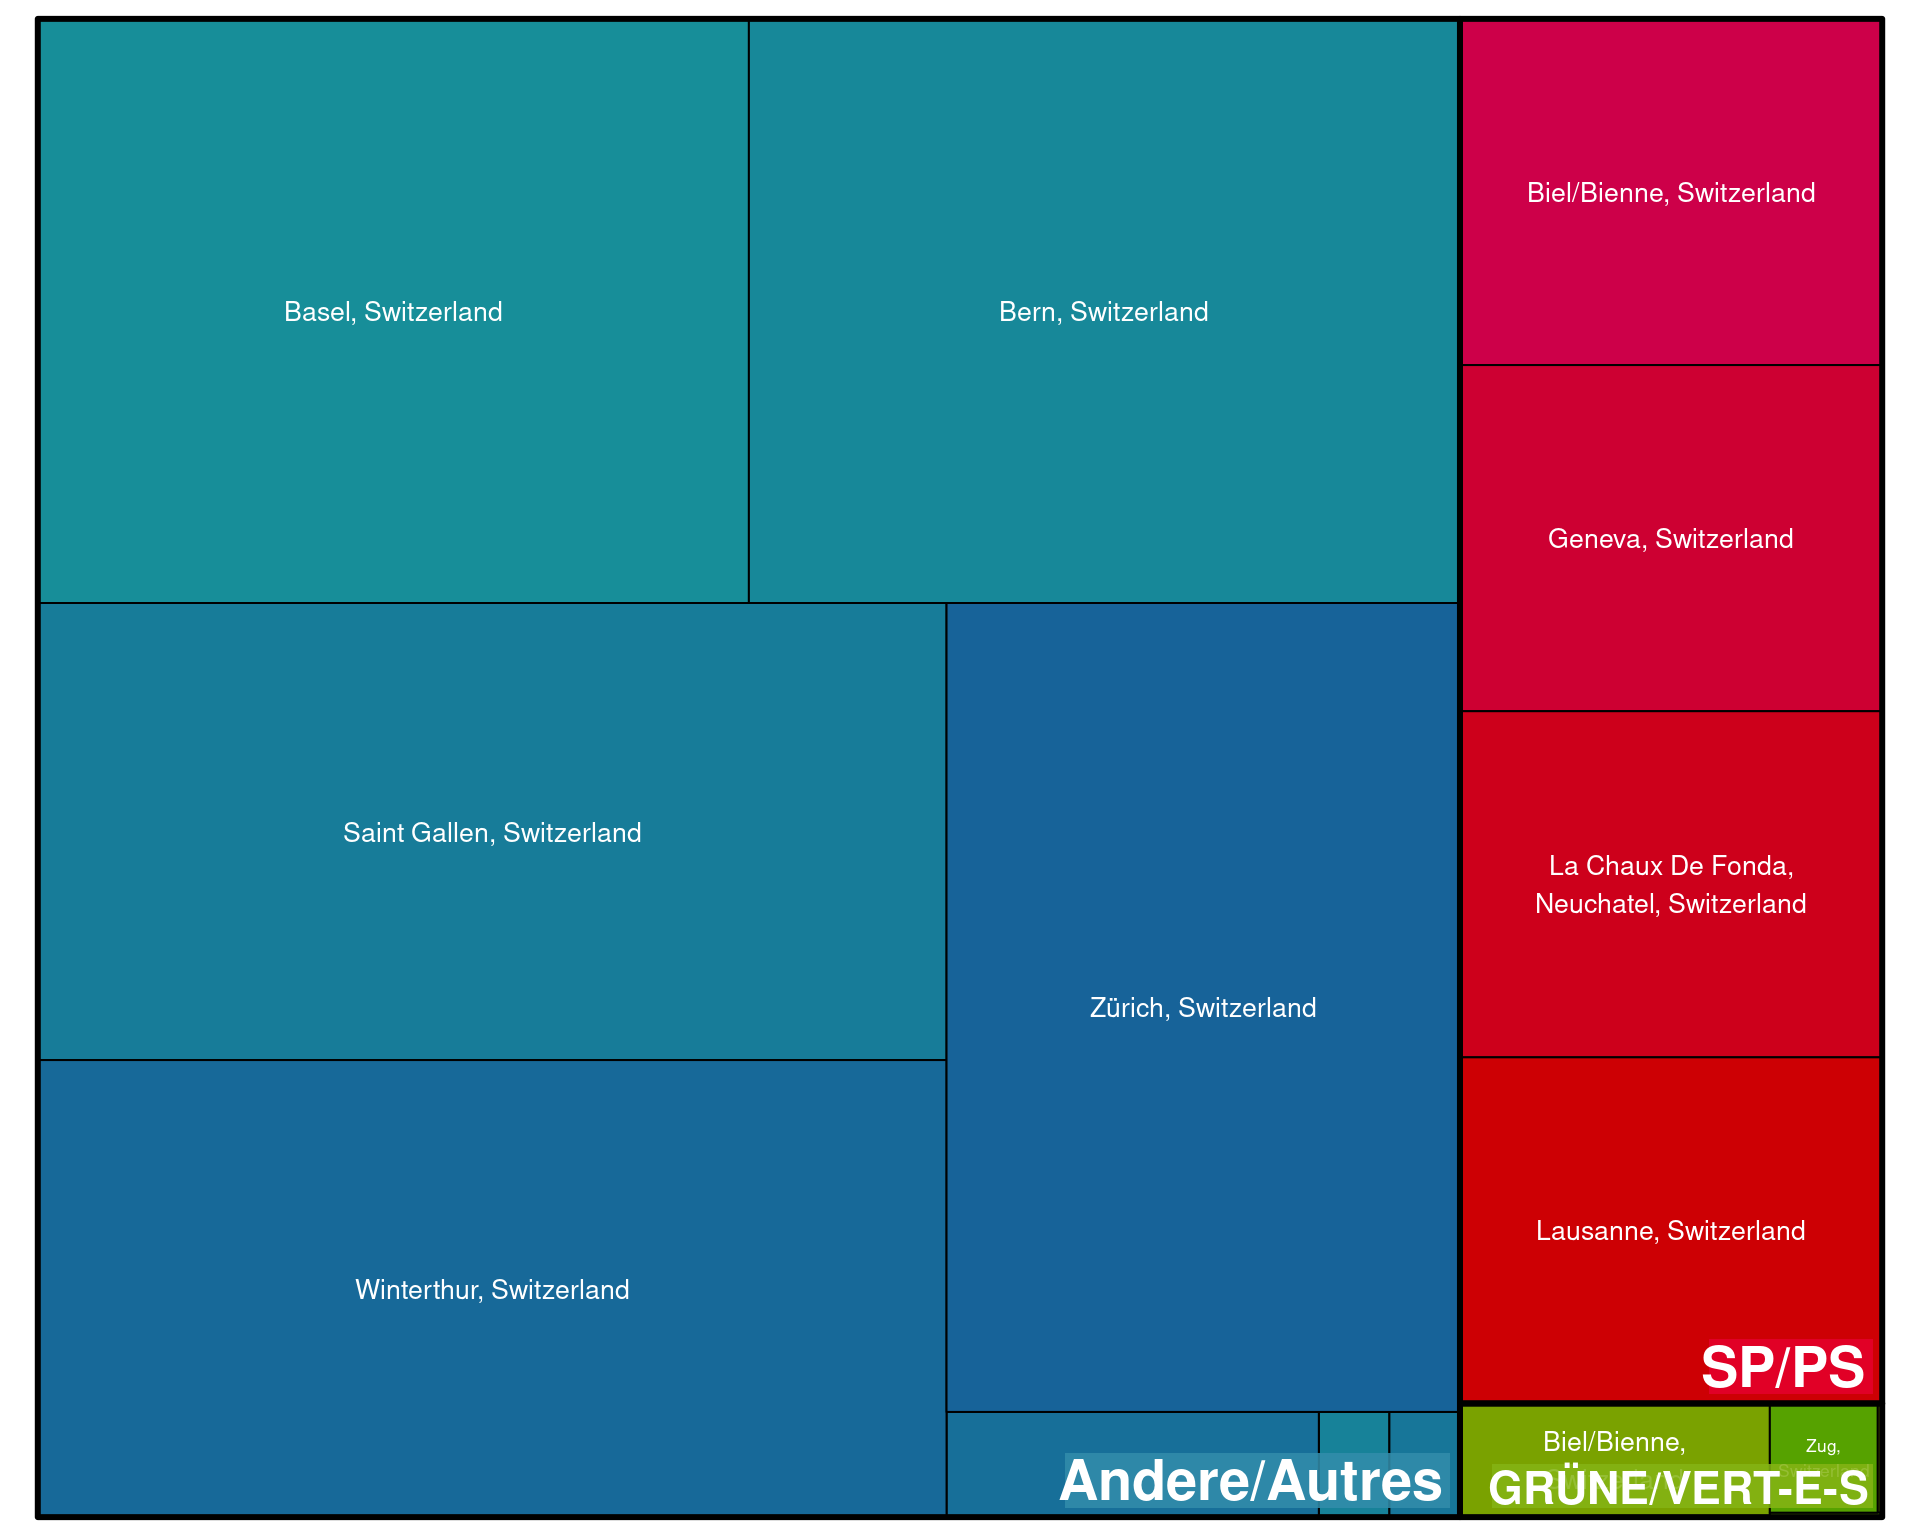 Basel, Switzerland
Bern, Switzerland
Biel/Bienne, Switzerland
Geneva, Switzerland
Saint Gallen, Switzerland
La Chaux De Fonda,
Neuchatel, Switzerland
Zürich, Switzerland
Lausanne, Switzerland
Winterthur, Switzerland
SP/PS
Biel/Bienne,
Zug,
Switzerland
Andere/Autres
GRÜNE/VERT-E-S